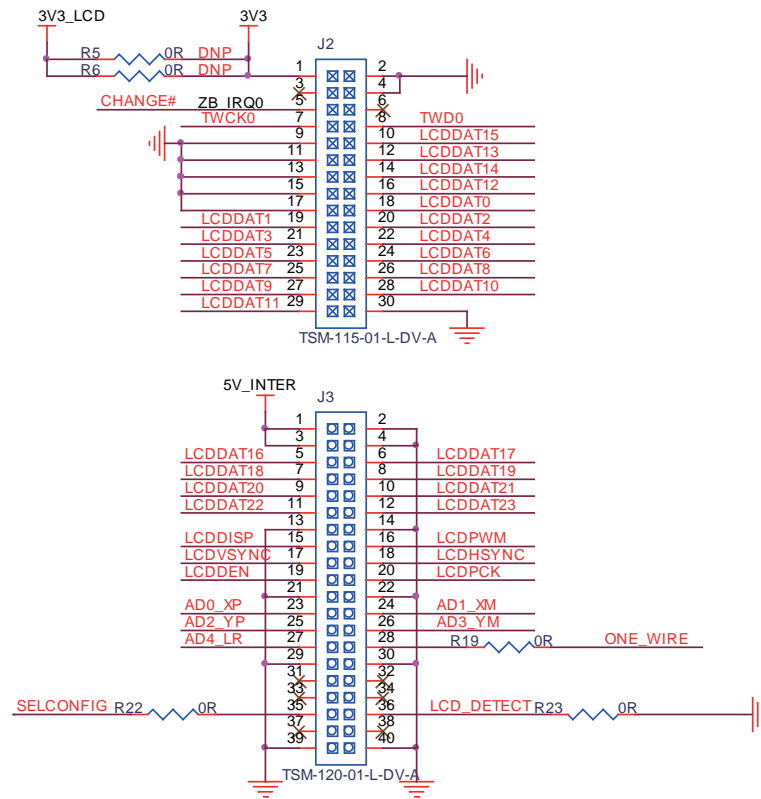 3V3_LCD 3V3
R5 0R DNP
R6 0R DNP
J2
1 2
3 4
CHANGE# ZB_IRQ0 5 6
TWCK0 7 8 TWD0
9 10 LCDDAT15
11 12 LCDDAT13
13 14 LCDDAT14
15 16 LCDDAT12
17 18 LCDDAT0
LCDDAT1 19 20 LCDDAT2
LCDDAT3 21 22 LCDDAT4
LCDDAT5 23 24 LCDDAT6
LCDDAT7 25 26 LCDDAT8
LCDDAT9 27 28 LCDDAT10
LCDDAT11 29 30
TSM-115-01-L-DV-A
5V_INTER
J3
1 2
3 4
LCDDAT16 5 6 LCDDAT17
LCDDAT18 7 8 LCDDAT19
LCDDAT20 9 10 LCDDAT21
LCDDAT22 11 12 LCDDAT23
13 14
LCDDISP 15 16 LCDPWM
LCDVSYNC 17 18 LCDHSYNC
LCDDEN 19 20 LCDPCK
21 22
AD0_XP 23 24 AD1_XM
AD2_YP 25 26 AD3_YM
AD4_LR 27 28 R19 0R ONE_WIRE
29 30
31 32
33 34
SELCONFIG R22 0R 35 36 LCD_DETECT R23 0R
37 38
39 40
TSM-120-01-L-DV-A